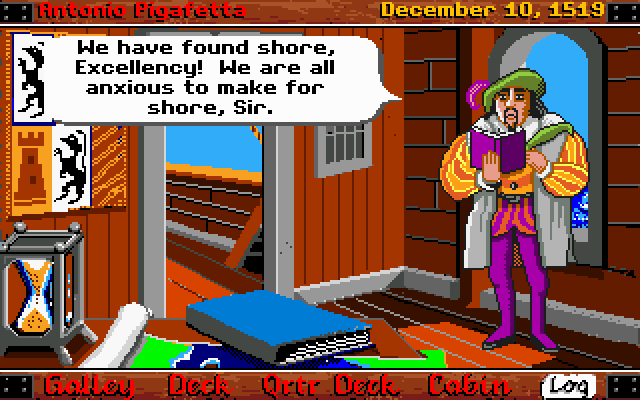 Antonio Pigafetta
December 10, 1519
We have found shore,
Excellency!  We are all
anxious to make for
shore, Sir.
Galley Deck Qrtr Deck Cabin Log